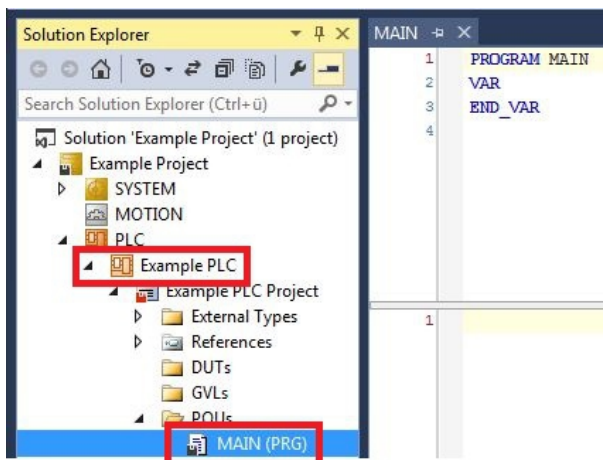 Solution Explorer
Search Solution Explorer (Ctrl+ü)
Solution 'Example Project' (1 project)
Example Project
SYSTEM
MOTION
PLC
Example PLC
Example PLC Project
External Types
References
DUTs
GVLs
POUs
MAIN (PRG)
MAIN
1 PROGRAM MAIN
2 VAR
3 END_VAR
4
1